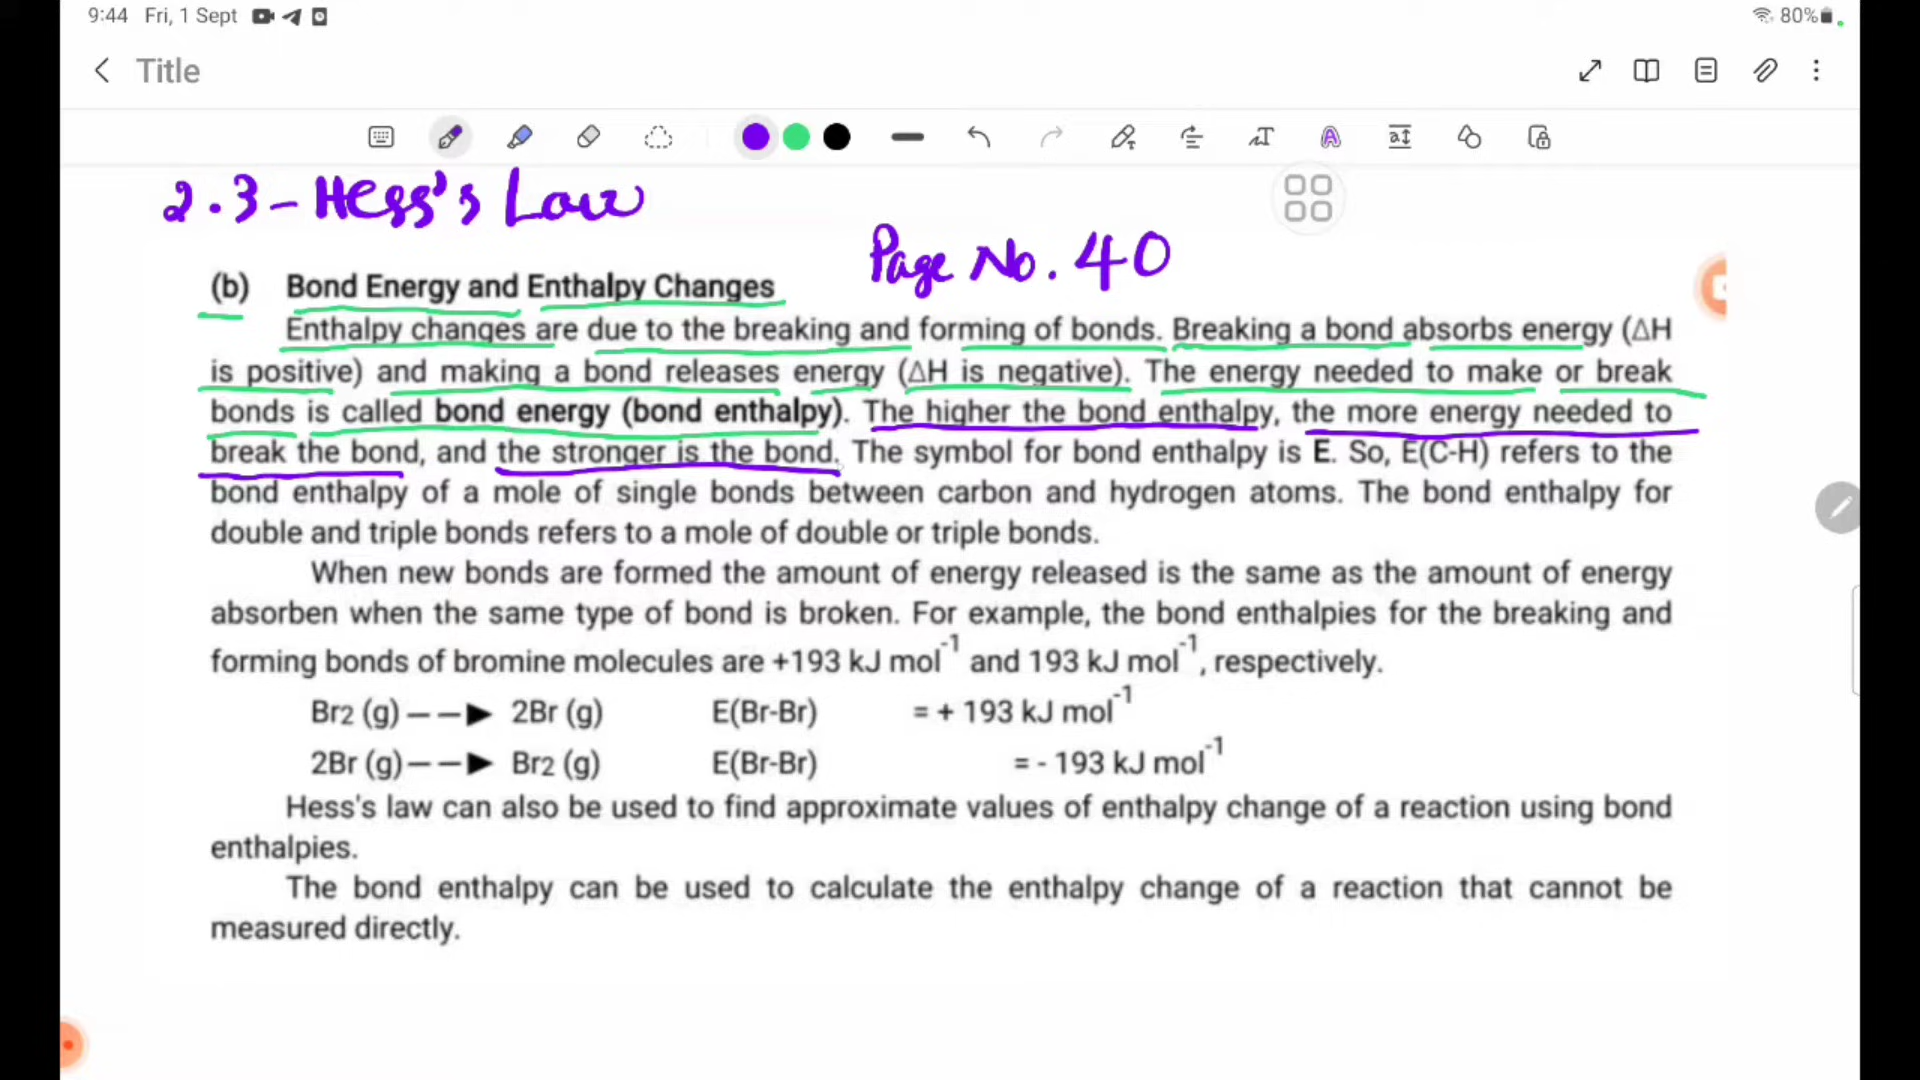 9:44 Fri, 1 Sept
80%
Title
2.3 - Hess's Law
Page No. 40
(b) Bond Energy and Enthalpy Changes
Enthalpy changes are due to the breaking and forming of bonds. Breaking a bond absorbs energy (ΔH
is positive) and making a bond releases energy (ΔH is negative). The energy needed to make or break
bonds is called bond energy (bond enthalpy). The higher the bond enthalpy, the more energy needed to
break the bond, and the stronger is the bond. The symbol for bond enthalpy is E. So, E(C-H) refers to the
bond enthalpy of a mole of single bonds between carbon and hydrogen atoms. The bond enthalpy for
double and triple bonds refers to a mole of double or triple bonds.
When new bonds are formed the amount of energy released is the same as the amount of energy
absorben when the same type of bond is broken. For example, the bond enthalpies for the breaking and
forming bonds of bromine molecules are +193 kJ mol⁻¹ and 193 kJ mol⁻¹, respectively.
Br2 (g) – –► 2Br (g) E(Br-Br) = + 193 kJ mol⁻¹
2Br (g) – –► Br2 (g) E(Br-Br) = - 193 kJ mol⁻¹
Hess's law can also be used to find approximate values of enthalpy change of a reaction using bond
enthalpies.
The bond enthalpy can be used to calculate the enthalpy change of a reaction that cannot be
measured directly.